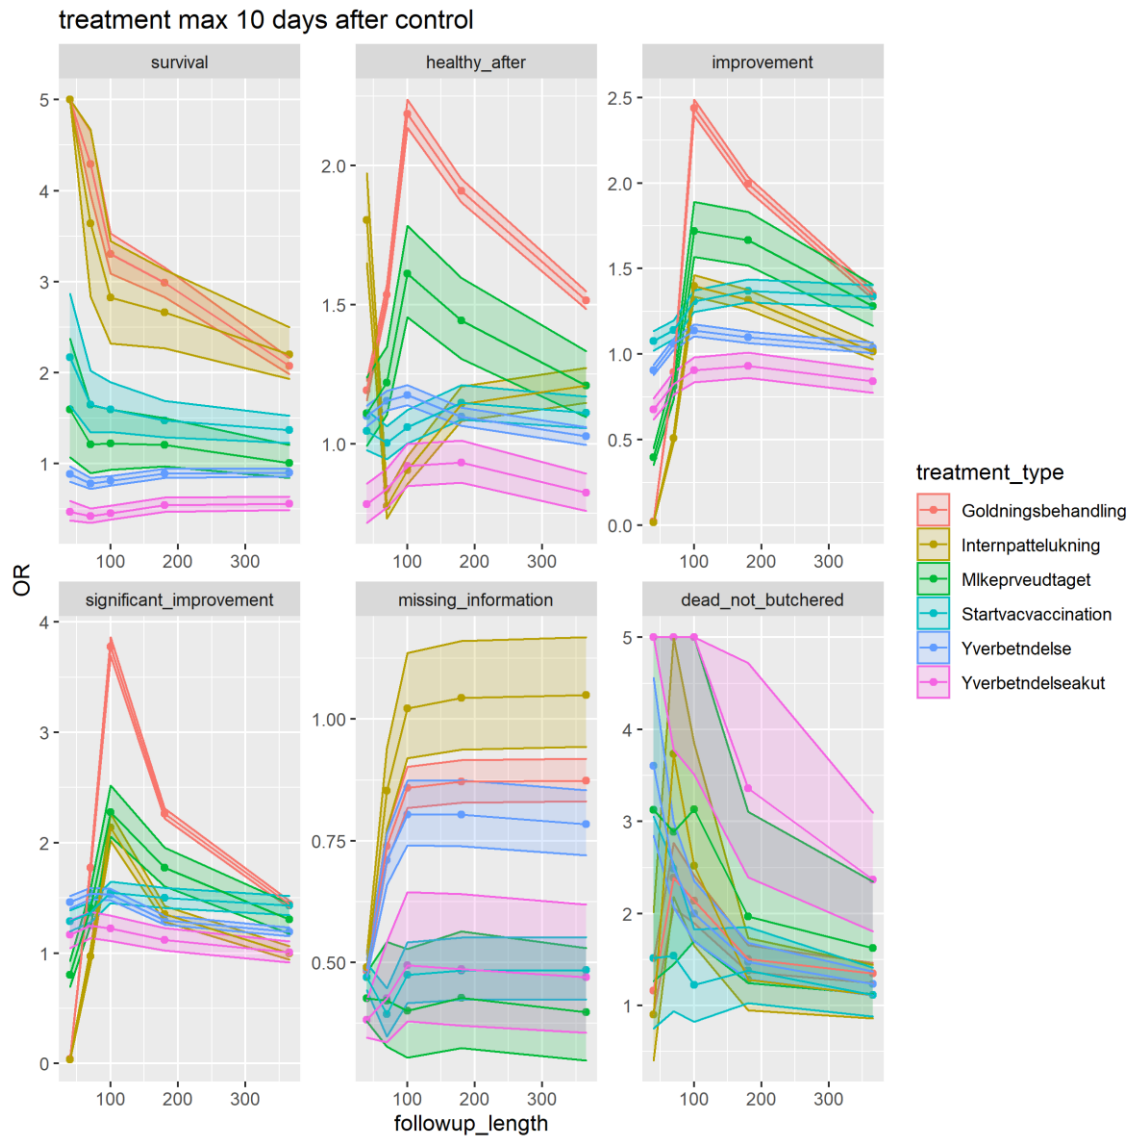 treatment max 10 days after control
survival
healthy_after
improvement
5
4
3
2
1
2.0
1.5
1.0
2.5
2.0
1.5
1.0
0.5
0.0
100 200 300
100 200 300
100 200 300
OR
significant_improvement
missing_information
dead_not_butchered
4
3
2
1
0
1.00
0.75
0.50
5
4
3
2
1
100 200 300
100 200 300
100 200 300
followup_length
treatment_type
Goldningsbehandling
Internpattelukning
Mlkeprveudtaget
Startvacvaccination
Yverbetndelse
Yverbetndelseakut